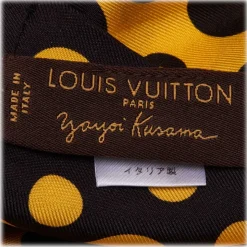 MADE IN
ITALY
LOUIS VUITTON
PARIS
Yayoi Kusama
イタリア製